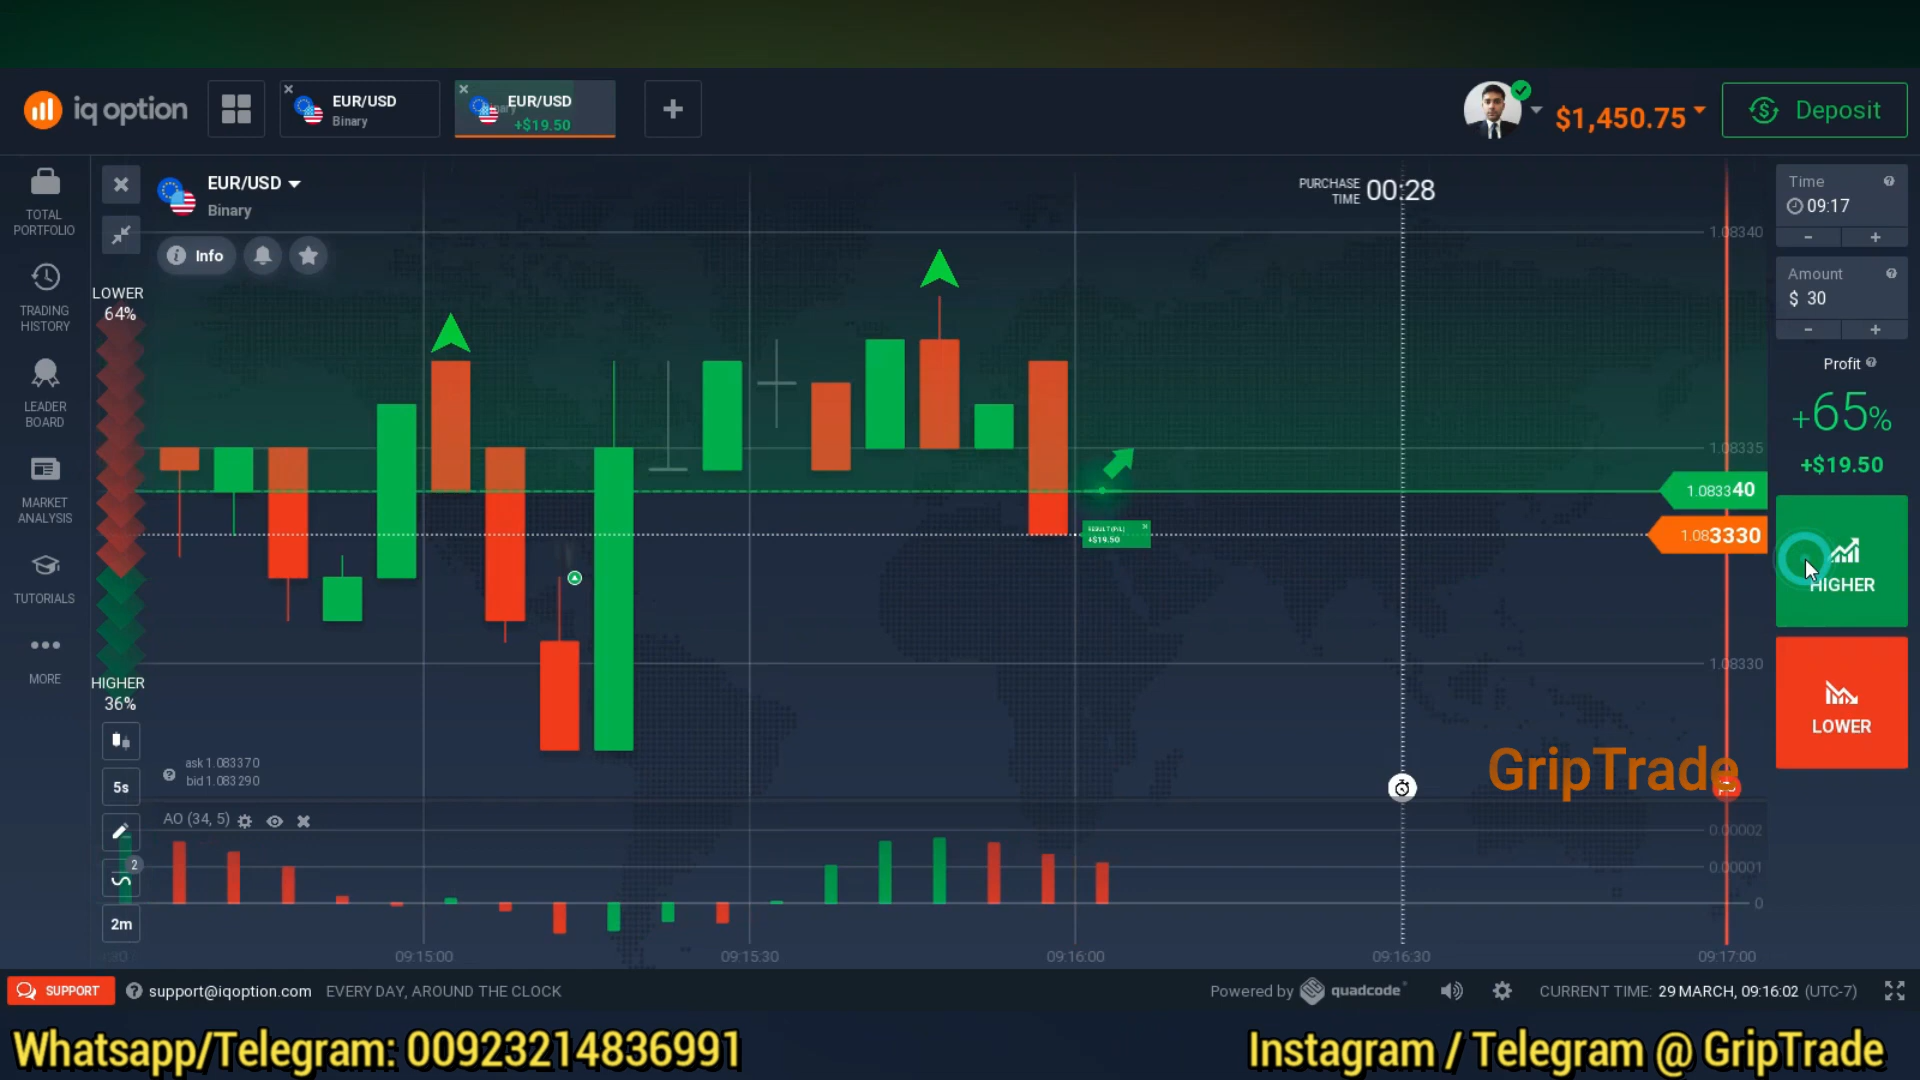 iq option
EUR/USD
Binary
EUR/USD
+$19.50
+
$1,450.75
Deposit
TOTAL
PORTFOLIO
TRADING
HISTORY
LEADER
BOARD
MARKET
ANALYSIS
TUTORIALS
MORE
EUR/USD
Binary
Info
LOWER
64%
HIGHER
36%
PURCHASE
TIME
00:28
1.08340
1.08335
1.083340
1.083330
1.08330
RESULT (P/L)
+$19.50
Time
09:17
- +
Amount
$ 30
- +
Profit
+65%
+$19.50
HIGHER
LOWER
GripTrade
ask 1.083370
bid 1.083290
5s
2
2m
AO (34, 5)
0.00002
0.00001
0
09:15:00
09:15:30
09:16:00
09:16:30
09:17:00
SUPPORT
support@iqoption.com
EVERY DAY, AROUND THE CLOCK
Powered by quadcode
CURRENT TIME: 29 MARCH, 09:16:02 (UTC-7)
Whatsapp/Telegram: 00923214836991
Instagram / Telegram @ GripTrade